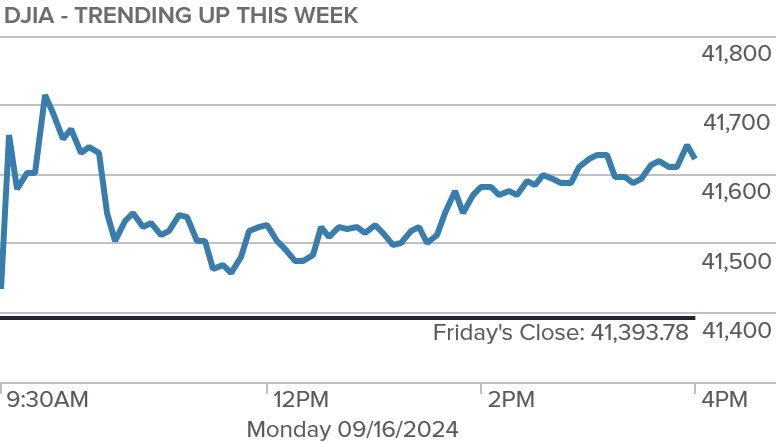 DJIA - TRENDING UP THIS WEEK
41,800
41,700
41,600
41,500
Friday's Close: 41,393.78 41,400
9:30AM 12PM 2PM 4PM
Monday 09/16/2024